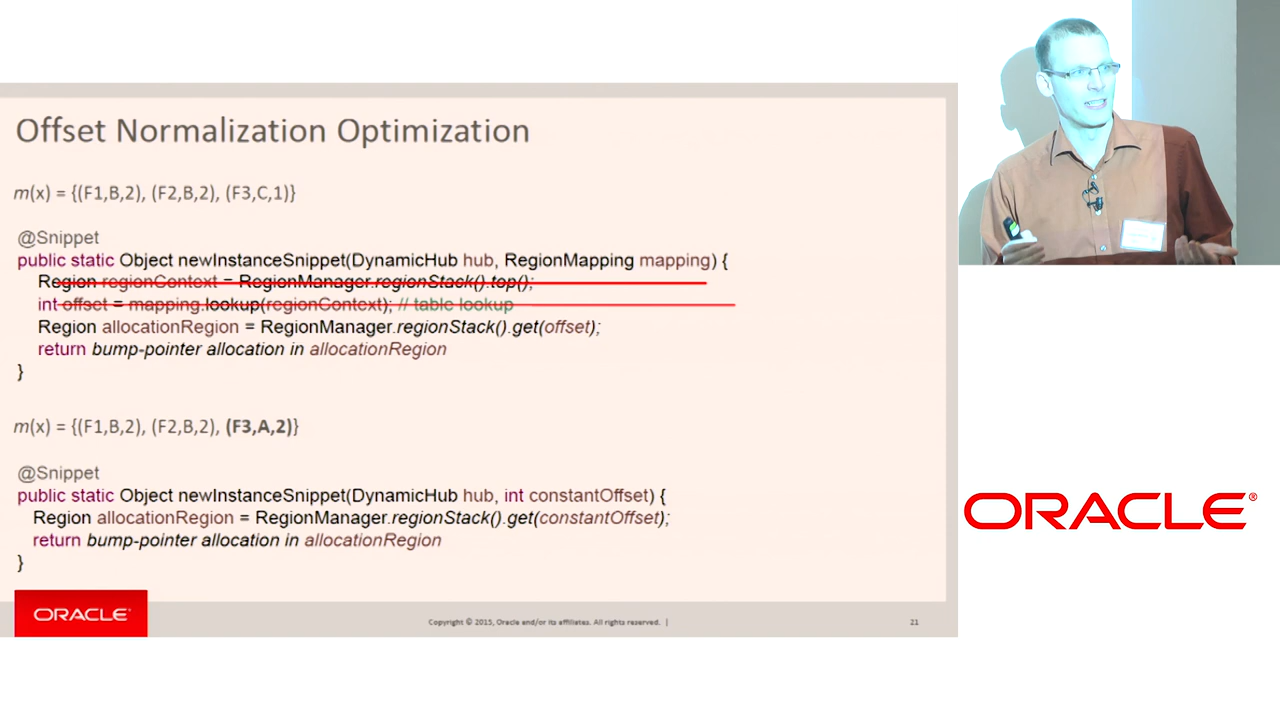 Offset Normalization Optimization
m(x) = {(F1,B,2), (F2,B,2), (F3,C,1)}
@Snippet
public static Object newInstanceSnippet(DynamicHub hub, RegionMapping mapping) {
Region regionContext = RegionManager.regionStack().top();
int offset = mapping.lookup(regionContext); // table lookup
Region allocationRegion = RegionManager.regionStack().get(offset);
return bump-pointer allocation in allocationRegion
}
m(x) = {(F1,B,2), (F2,B,2), (F3,A,2)}
@Snippet
public static Object newInstanceSnippet(DynamicHub hub, int constantOffset) {
Region allocationRegion = RegionManager.regionStack().get(constantOffset);
return bump-pointer allocation in allocationRegion
}
ORACLE®
Copyright © 2015, Oracle and/or its affiliates. All rights reserved. |
21
ORACLE®